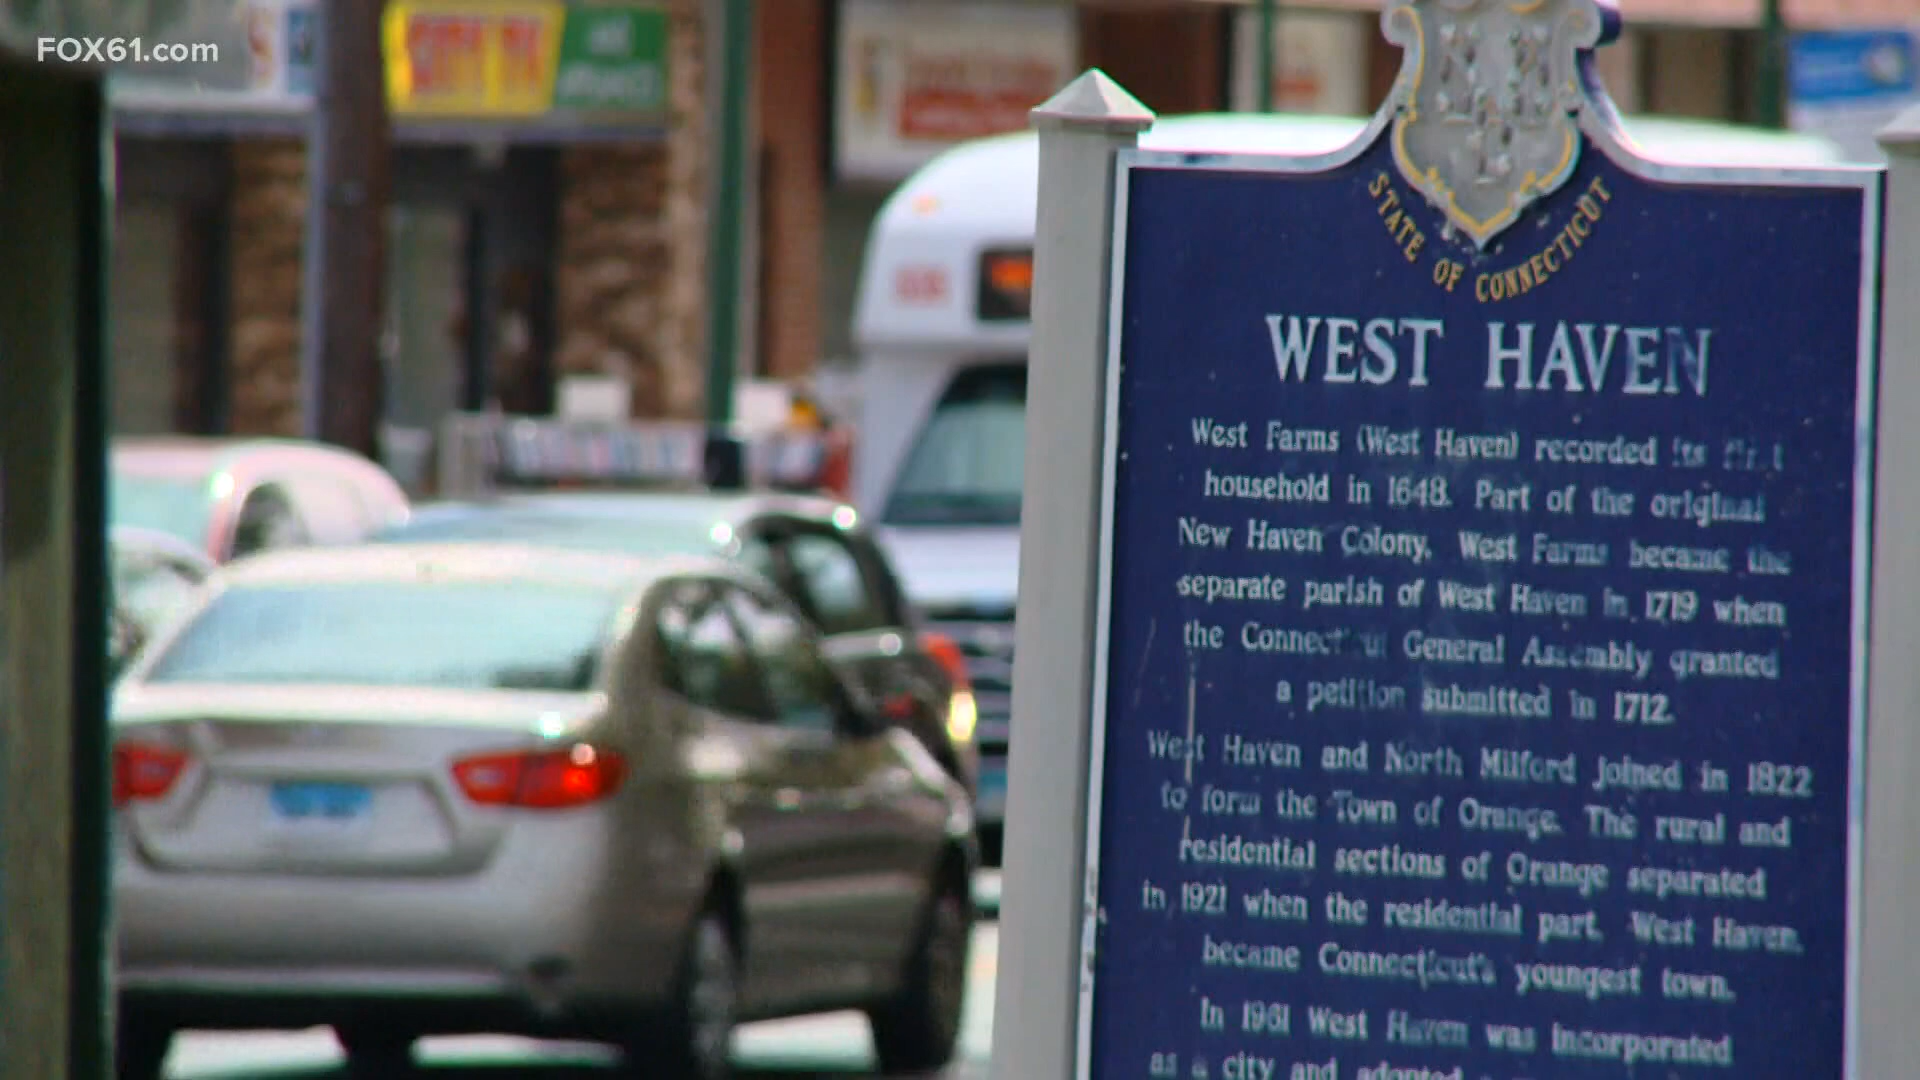 FOX61.com
STATE OF CONNECTICUT
WEST HAVEN
West Farms (West Haven) recorded its first
household in 1648. Part of the original
New Haven Colony, West Farms became the
separate parish of West Haven in 1719 when
the Connecticut General Assembly granted
a petition submitted in 1712.
West Haven and North Milford joined in 1822
to form the Town of Orange. The rural and
residential sections of Orange separated
in 1921 when the residential part, West Haven,
became Connecticut's youngest town.
In 1961 West Haven was incorporated
as a city and adopted